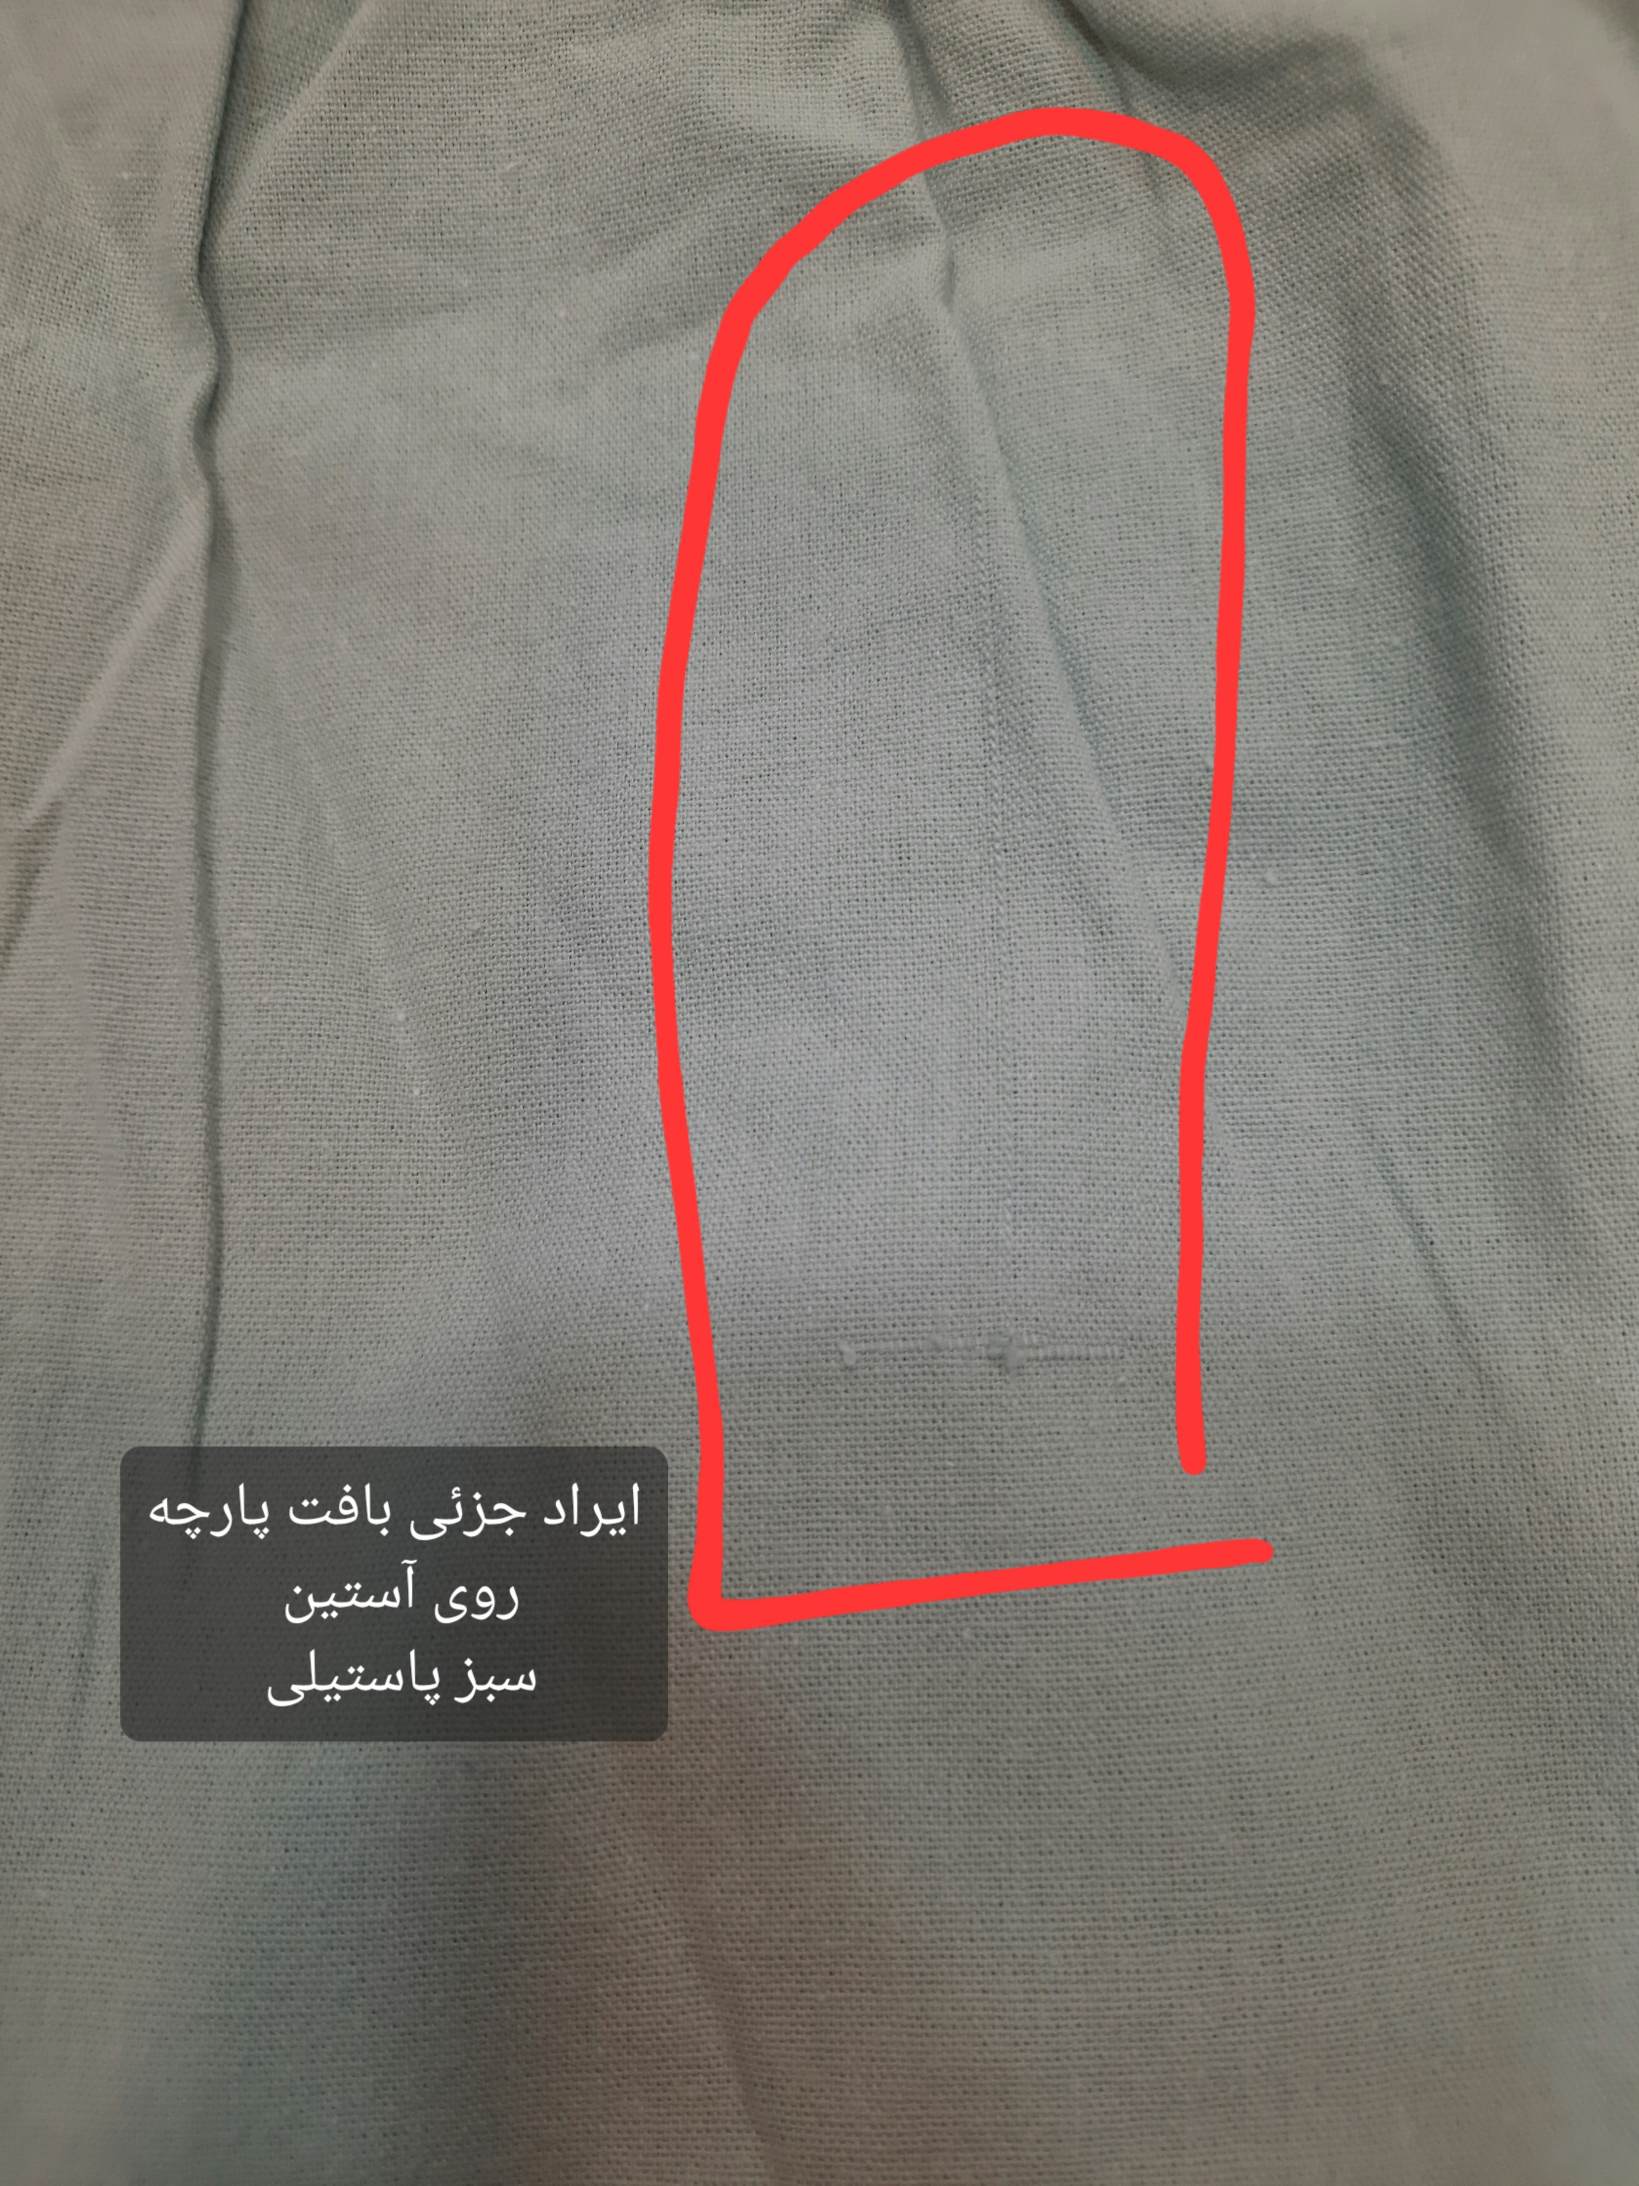 ایراد جزئی بافت پارچه
روی آستین
سبز پاستیلی